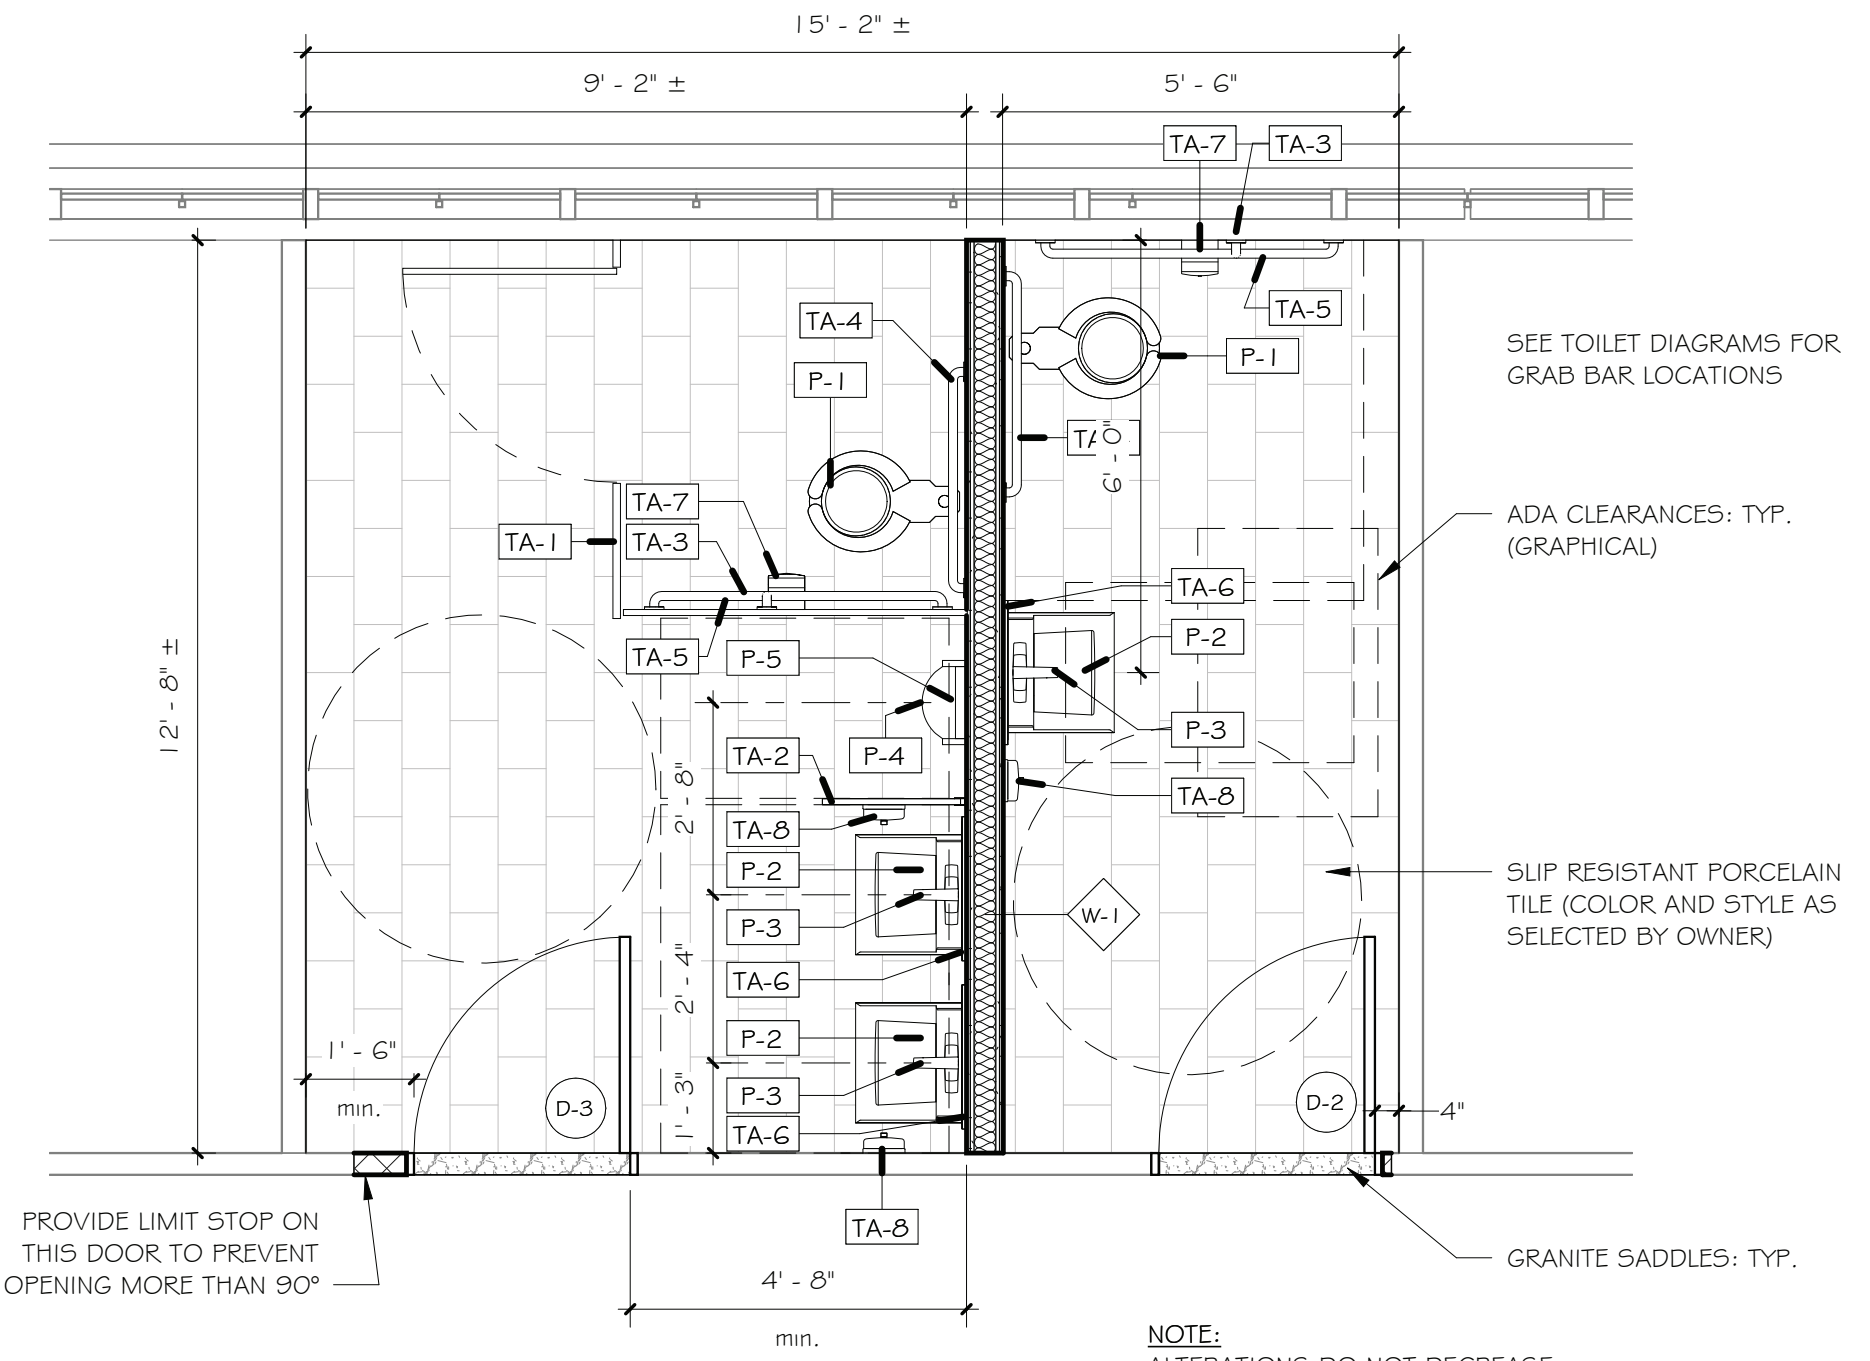 15' - 2" ±
9' - 2" ±
5' - 6"
TA-7
TA-3
TA-4
TA-5
P-1
P-1
SEE TOILET DIAGRAMS FOR
GRAB BAR LOCATIONS
6' - 0"
TA-7
TA-1
TA-3
ADA CLEARANCES: TYP.
(GRAPHICAL)
TA-6
P-2
TA-5
P-5
12' - 8" ±
P-3
P-4
TA-2
2' - 8"
TA-8
TA-8
P-2
SLIP RESISTANT PORCELAIN
TILE (COLOR AND STYLE AS
SELECTED BY OWNER)
W-1
P-3
TA-6
2' - 4"
P-2
1' - 6"
min.
P-3
D-3
D-2
4"
1' - 3"
TA-6
TA-8
PROVIDE LIMIT STOP ON
THIS DOOR TO PREVENT
OPENING MORE THAN 90°
GRANITE SADDLES: TYP.
4' - 8"
min.
NOTE:
ALTERATIONS DO NOT DECREASE